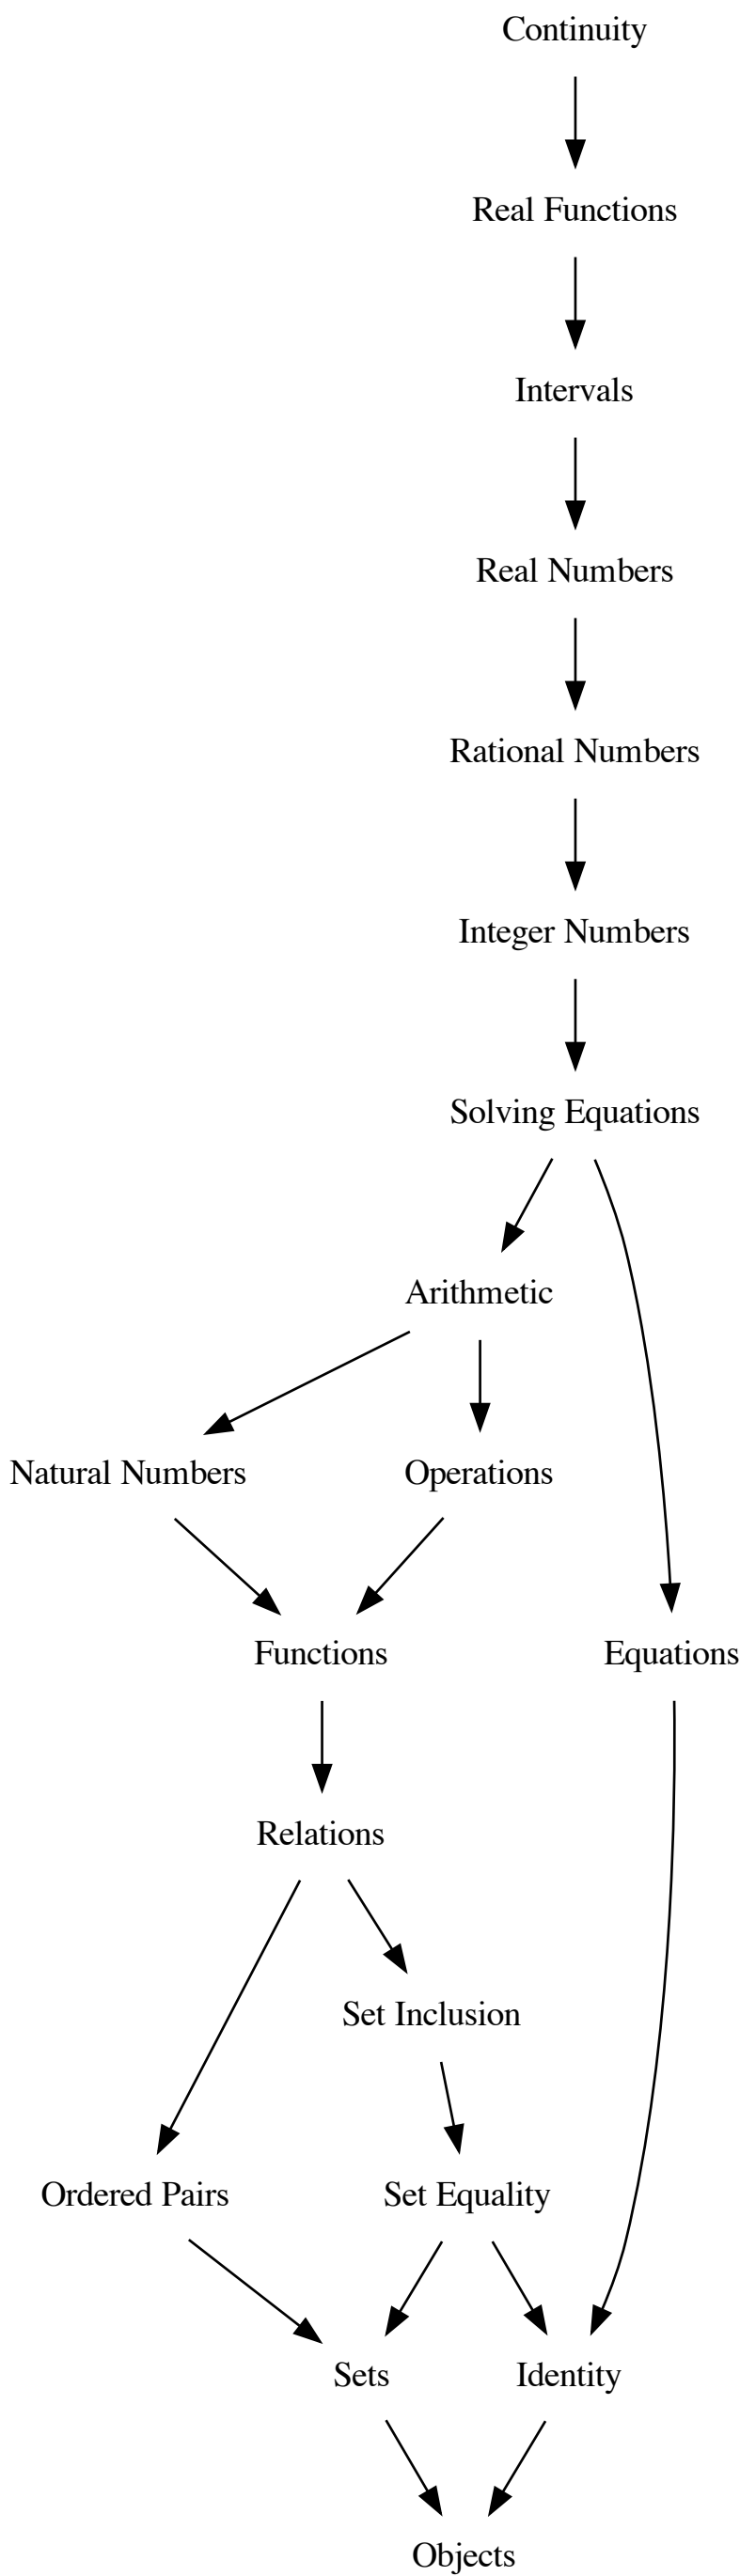 Continuity
Real Functions
Intervals
Real Numbers
Rational Numbers
Integer Numbers
Solving Equations
Arithmetic
Natural Numbers
Operations
Functions
Equations
Relations
Set Inclusion
Ordered Pairs
Set Equality
Sets
Identity
Objects